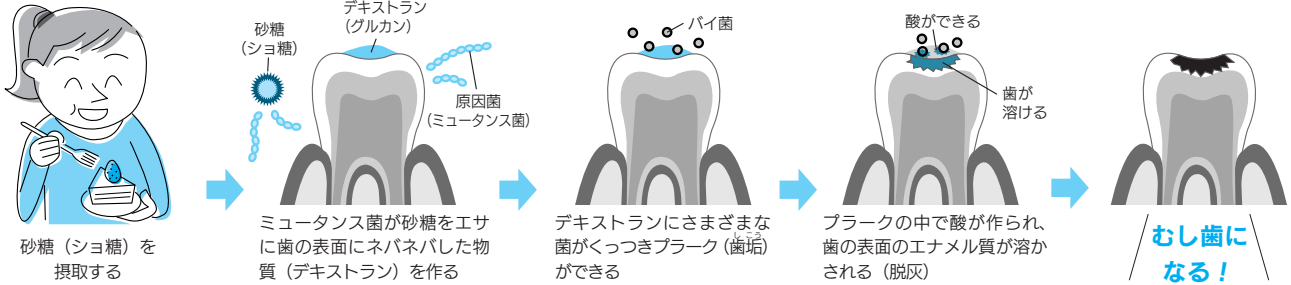 砂糖（ショ糖）を
摂取する
砂糖
（ショ糖）
デキストラン
（グルカン）
原因菌
（ミュータンス菌）
ミュータンス菌が砂糖をエサ
に歯の表面にネバネバした物
質（デキストラン）を作る
バイ菌
デキストランにさまざまな
菌がくっつきプラーク（歯垢）
しこう
ができる
酸ができる
歯が
溶ける
プラークの中で酸が作られ、
歯の表面のエナメル質が溶か
される（脱灰）
むし歯に
なる！